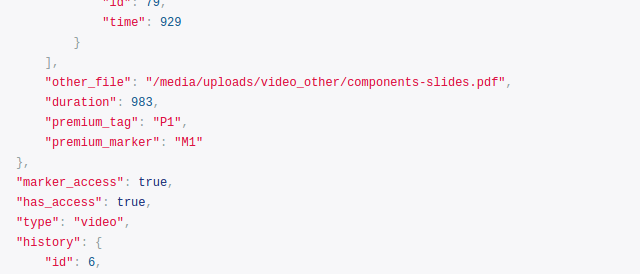 "id": 79,
"time": 929
}
],
"other_file": "/media/uploads/video_other/components-slides.pdf",
"duration": 983,
"premium_tag": "P1",
"premium_marker": "M1"
},
"marker_access": true,
"has_access": true,
"type": "video",
"history": {
"id": 6,